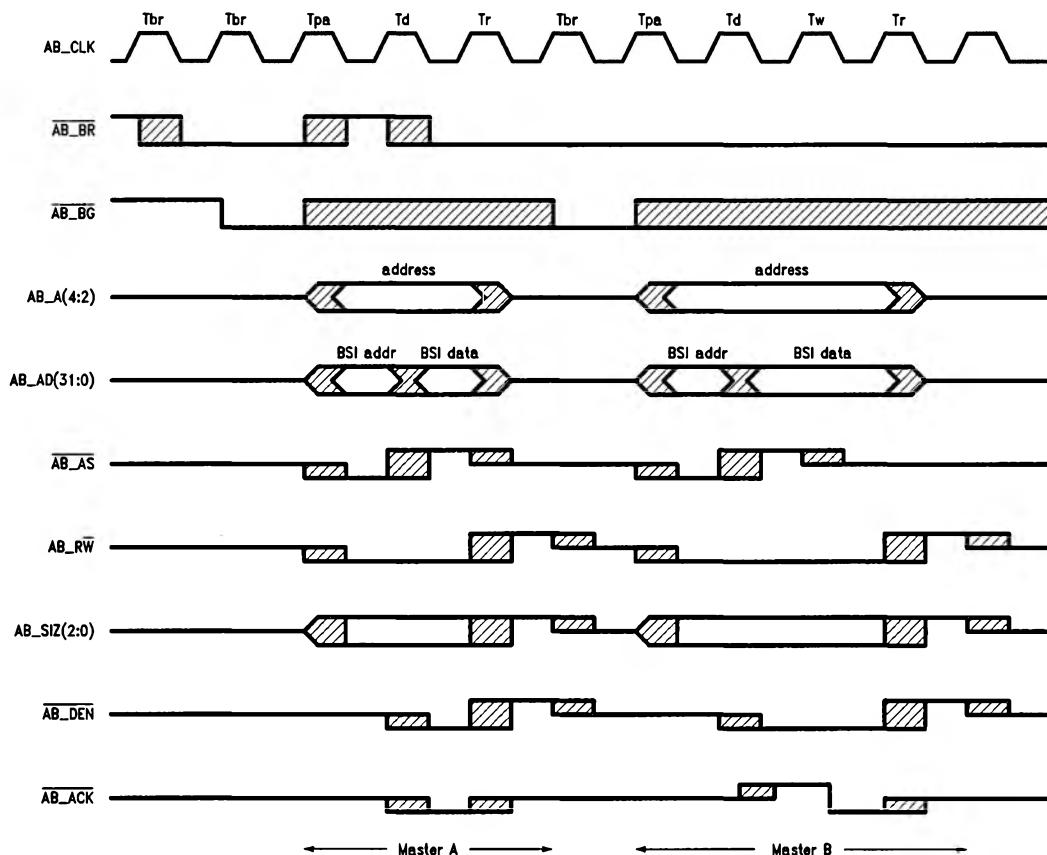 Tbr Tbr Tpa Td Tr Tbr Tpa Td Tw Tr
AB_CLK
AB_BR
AB_BG
address address
AB_A(4:2)
BSI addr BSI data BSI addr BSI data
AB_AD(31:0)
AB_AS
AB_RW
AB_SIZ(2:0)
AB_DEN
AB_ACK
Master A Master B